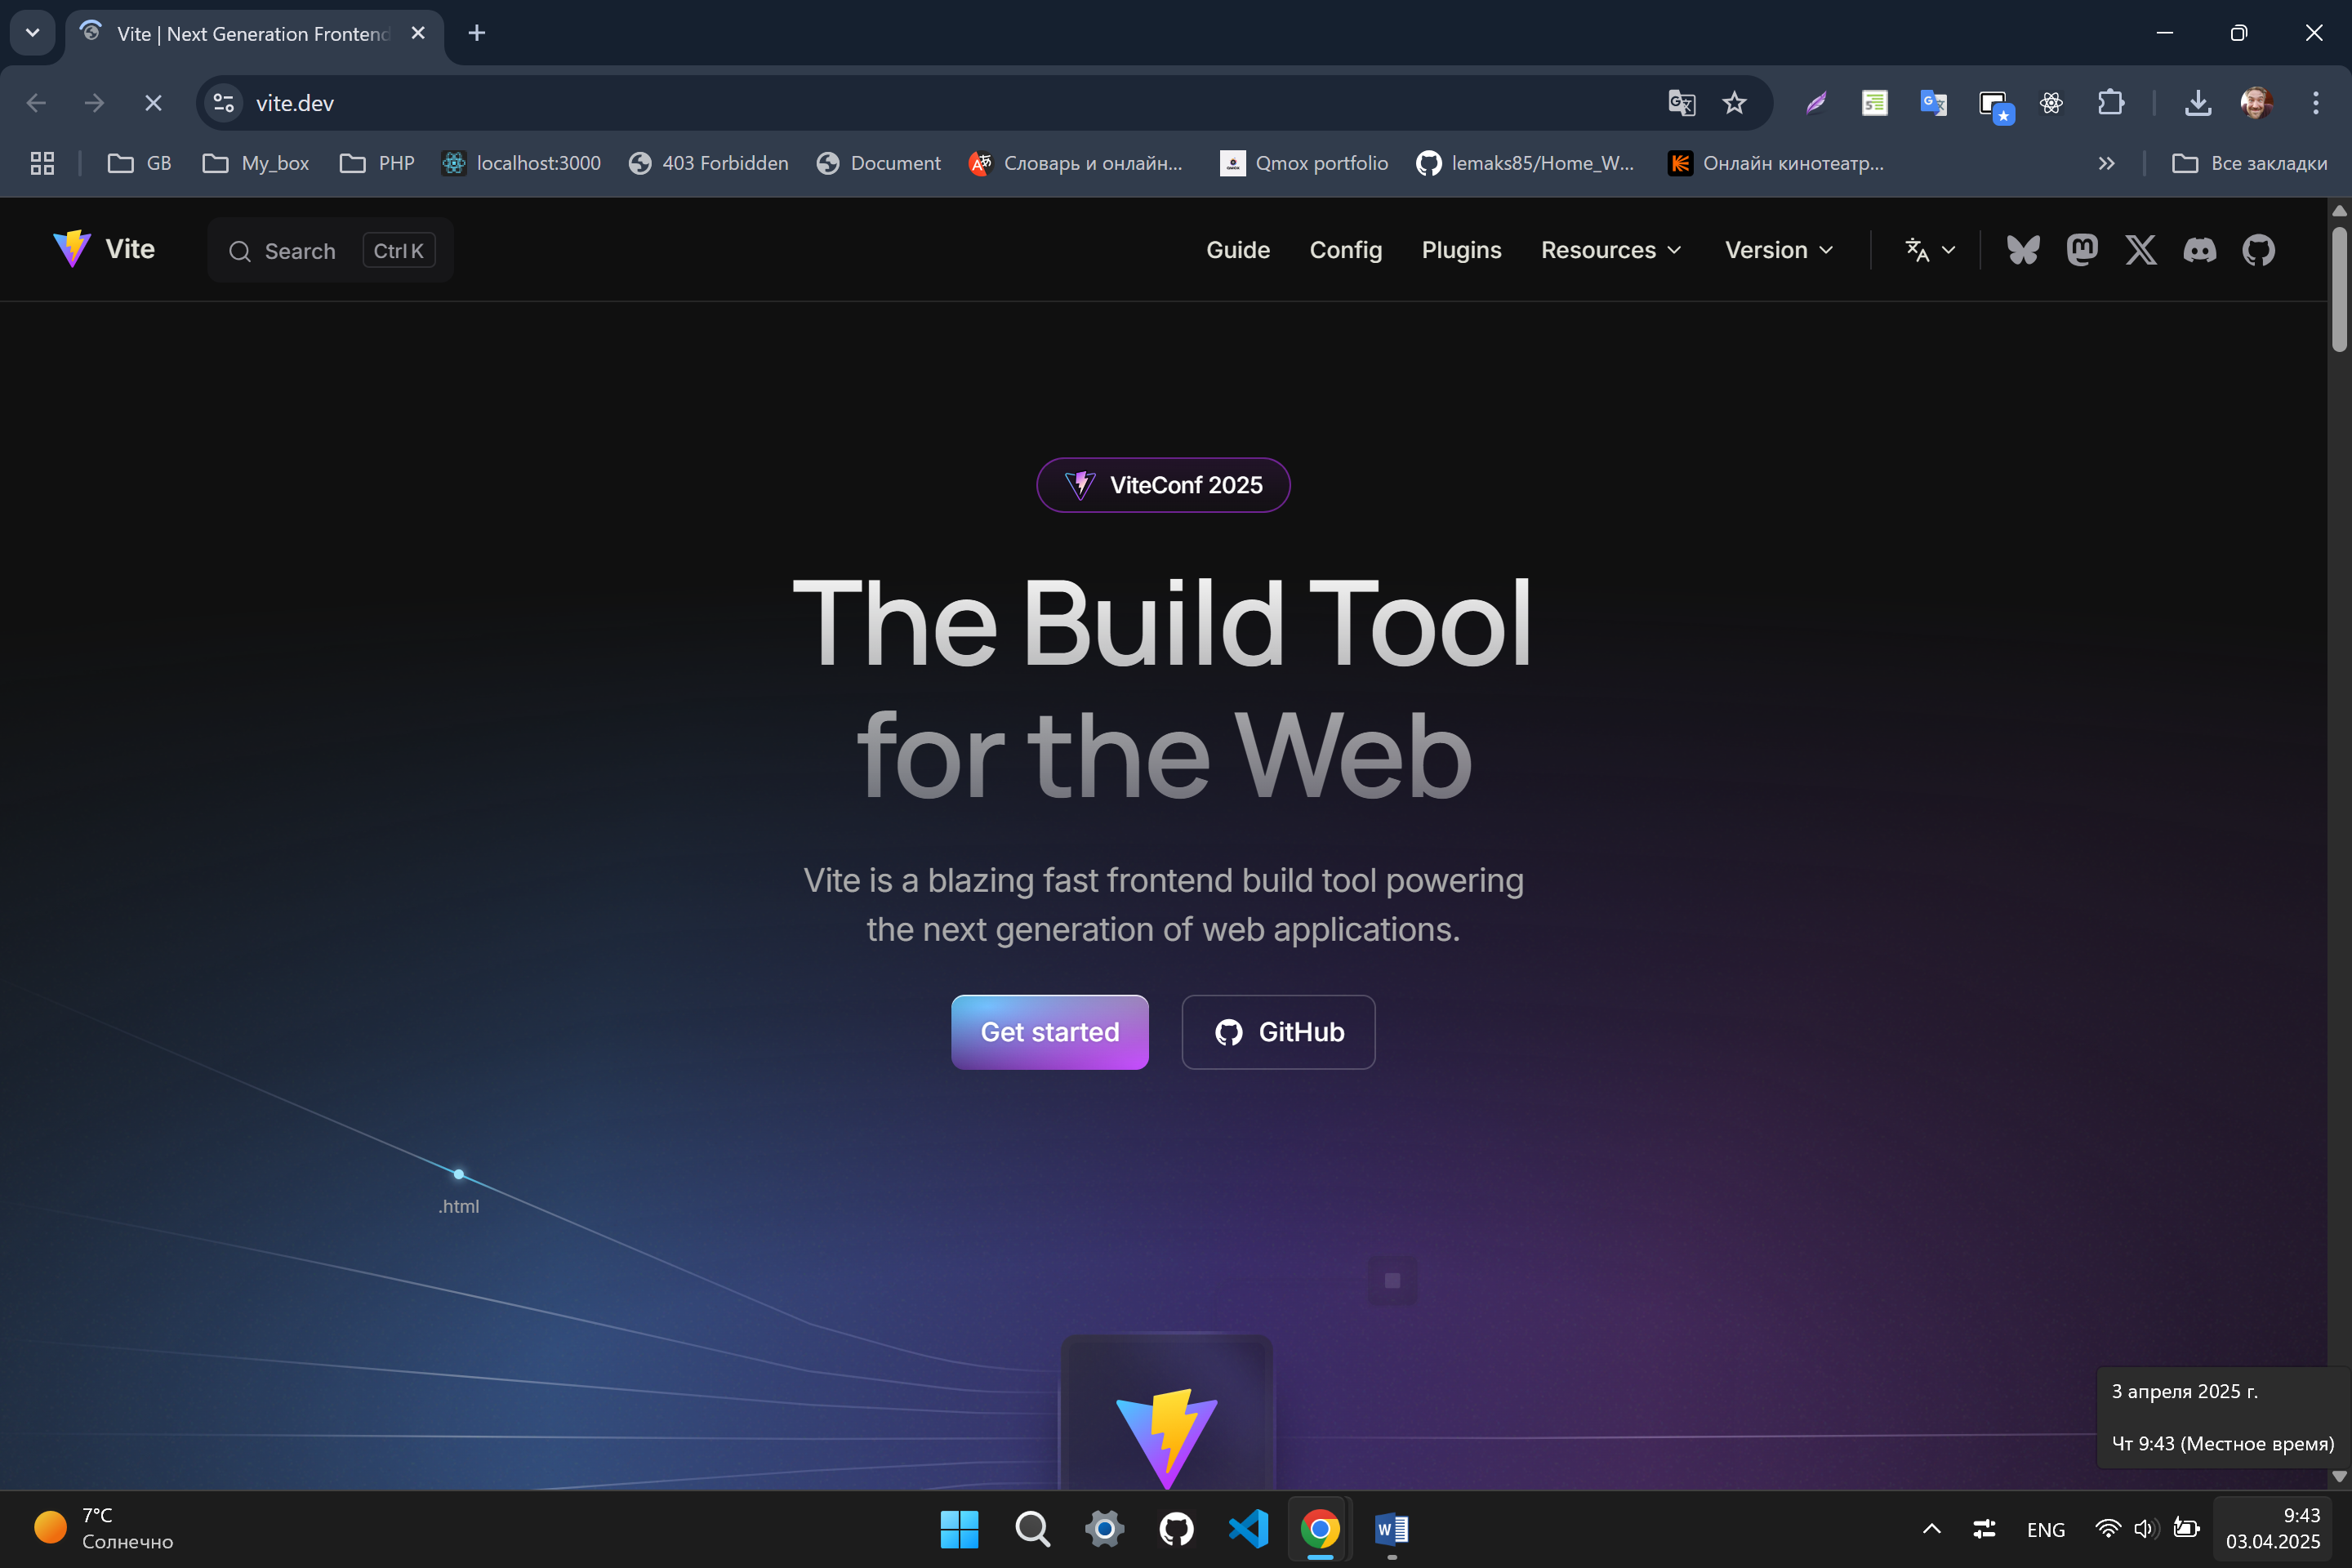 Vite | Next Generation Frontend
vite.dev
GB
My_box
PHP
localhost:3000
403 Forbidden
Document
Словарь и онлайн...
Qmox portfolio
lemaks85/Home_W...
Онлайн кинотеатр...
Все закладки
Vite
Search
Ctrl K
Guide
Config
Plugins
Resources
Version
ViteConf 2025
The Build Tool
for the Web
Vite is a blazing fast frontend build tool powering
the next generation of web applications.
Get started
GitHub
.html
3 апреля 2025 г.
Чт 9:43 (Местное время)
7°C
Солнечно
ENG
9:43
03.04.2025